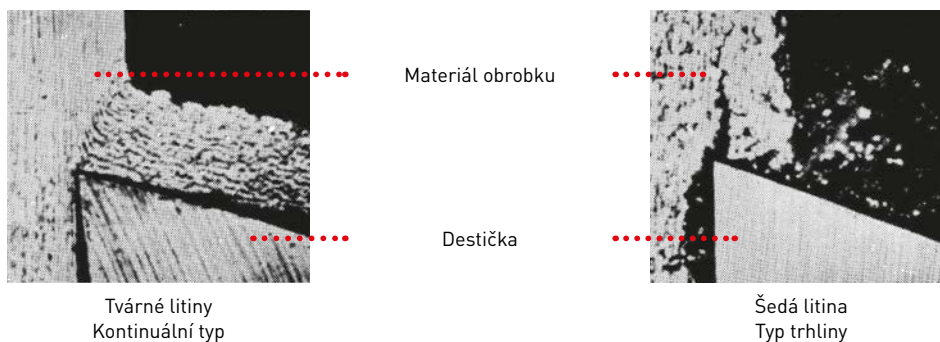 Materiál obrobku
Destička
Tvárné litiny
Kontinuální typ
Šedá litina
Typ trhliny